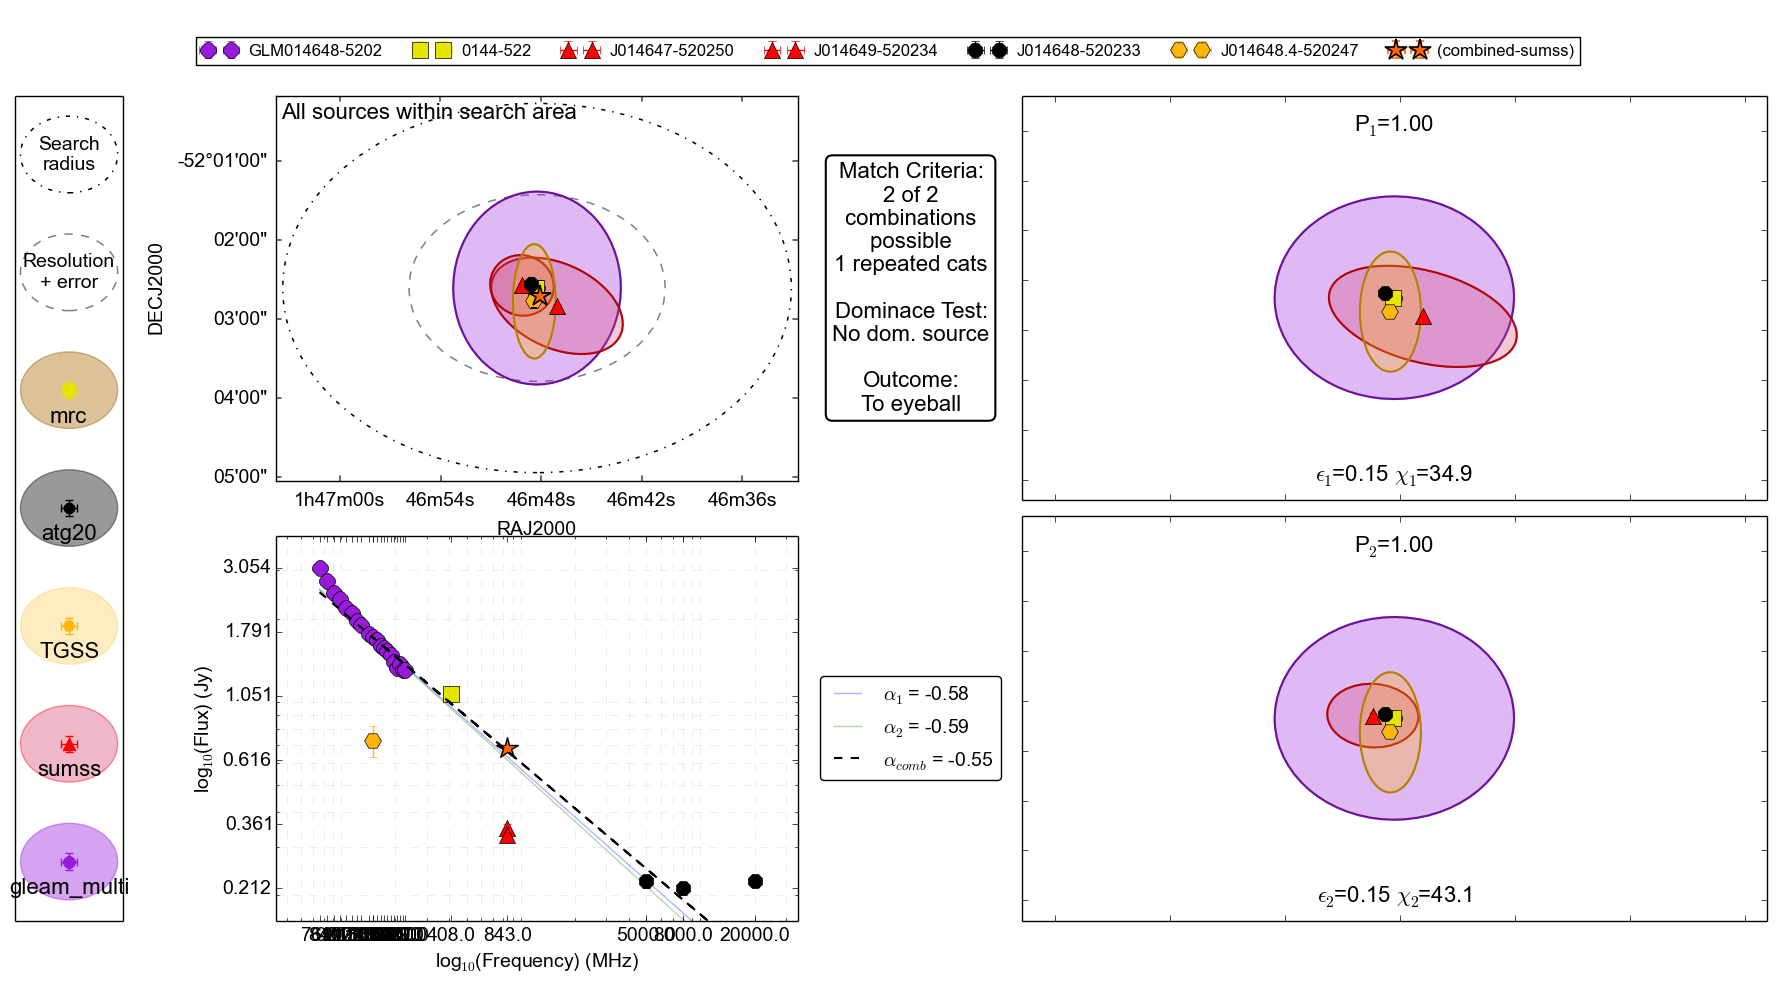 GLM014648-5202 0144-522 J014647-520250 J014649-520234 J014648-520233 J014648.4-520247 (combined-sumss)
Search
radius
Resolution
+ error
mrc
atg20
TGSS
sumss
gleam_multi
All sources within search area
DECJ2000
-52°01'00"
02'00"
03'00"
04'00"
05'00"
1h47m00s 46m54s 46m48s 46m42s 46m36s
RAJ2000
Match Criteria:
2 of 2
combinations
possible
1 repeated cats
Dominace Test:
No dom. source
Outcome:
To eyeball
P1=1.00
ϵ1=0.15 χ1=34.9
log10(Flux) (Jy)
3.054
1.791
1.051
0.616
0.361
0.212
408.0 843.0 5000.0 8000.0 20000.0
log10(Frequency) (MHz)
α1 = -0.58
α2 = -0.59
αcomb = -0.55
P2=1.00
ϵ2=0.15 χ2=43.1